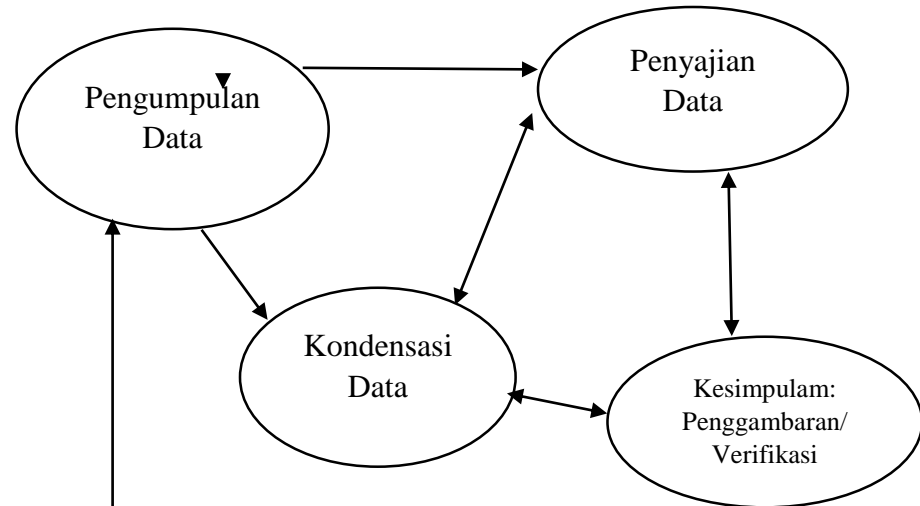 Pengumpulan
Data
Penyajian
Data
Kondensasi
Data
Kesimpulam:
Penggambaran/
Verifikasi